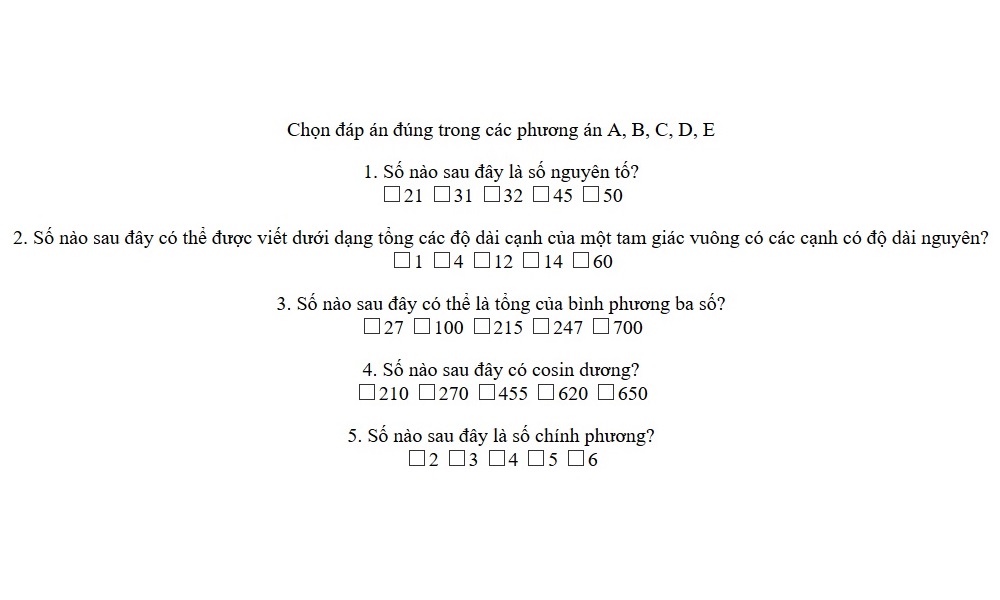 Chọn đáp án đúng trong các phương án A, B, C, D, E
1. Số nào sau đây là số nguyên tố?
☐21 ☐31 ☐32 ☐45 ☐50
2. Số nào sau đây có thể được viết dưới dạng tổng các độ dài cạnh của một tam giác vuông có các cạnh có độ dài nguyên?
☐1 ☐4 ☐12 ☐14 ☐60
3. Số nào sau đây có thể là tổng của bình phương ba số?
☐27 ☐100 ☐215 ☐247 ☐700
4. Số nào sau đây có cosin dương?
☐210 ☐270 ☐455 ☐620 ☐650
5. Số nào sau đây là số chính phương?
☐2 ☐3 ☐4 ☐5 ☐6